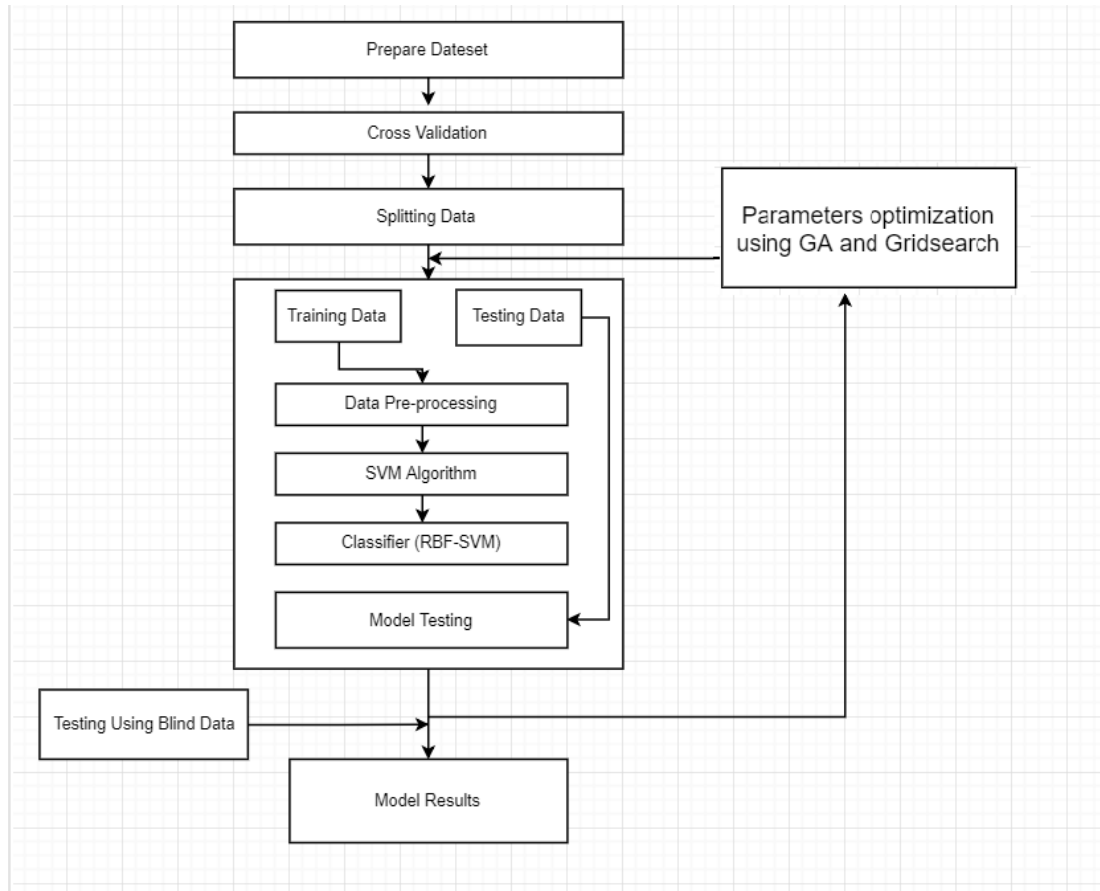 Prepare Dateset
Cross Validation
Splitting Data
Parameters optimization
using GA and Gridsearch
Training Data
Testing Data
Data Pre-processing
SVM Algorithm
Classifier (RBF-SVM)
Model Testing
Testing Using Blind Data
Model Results